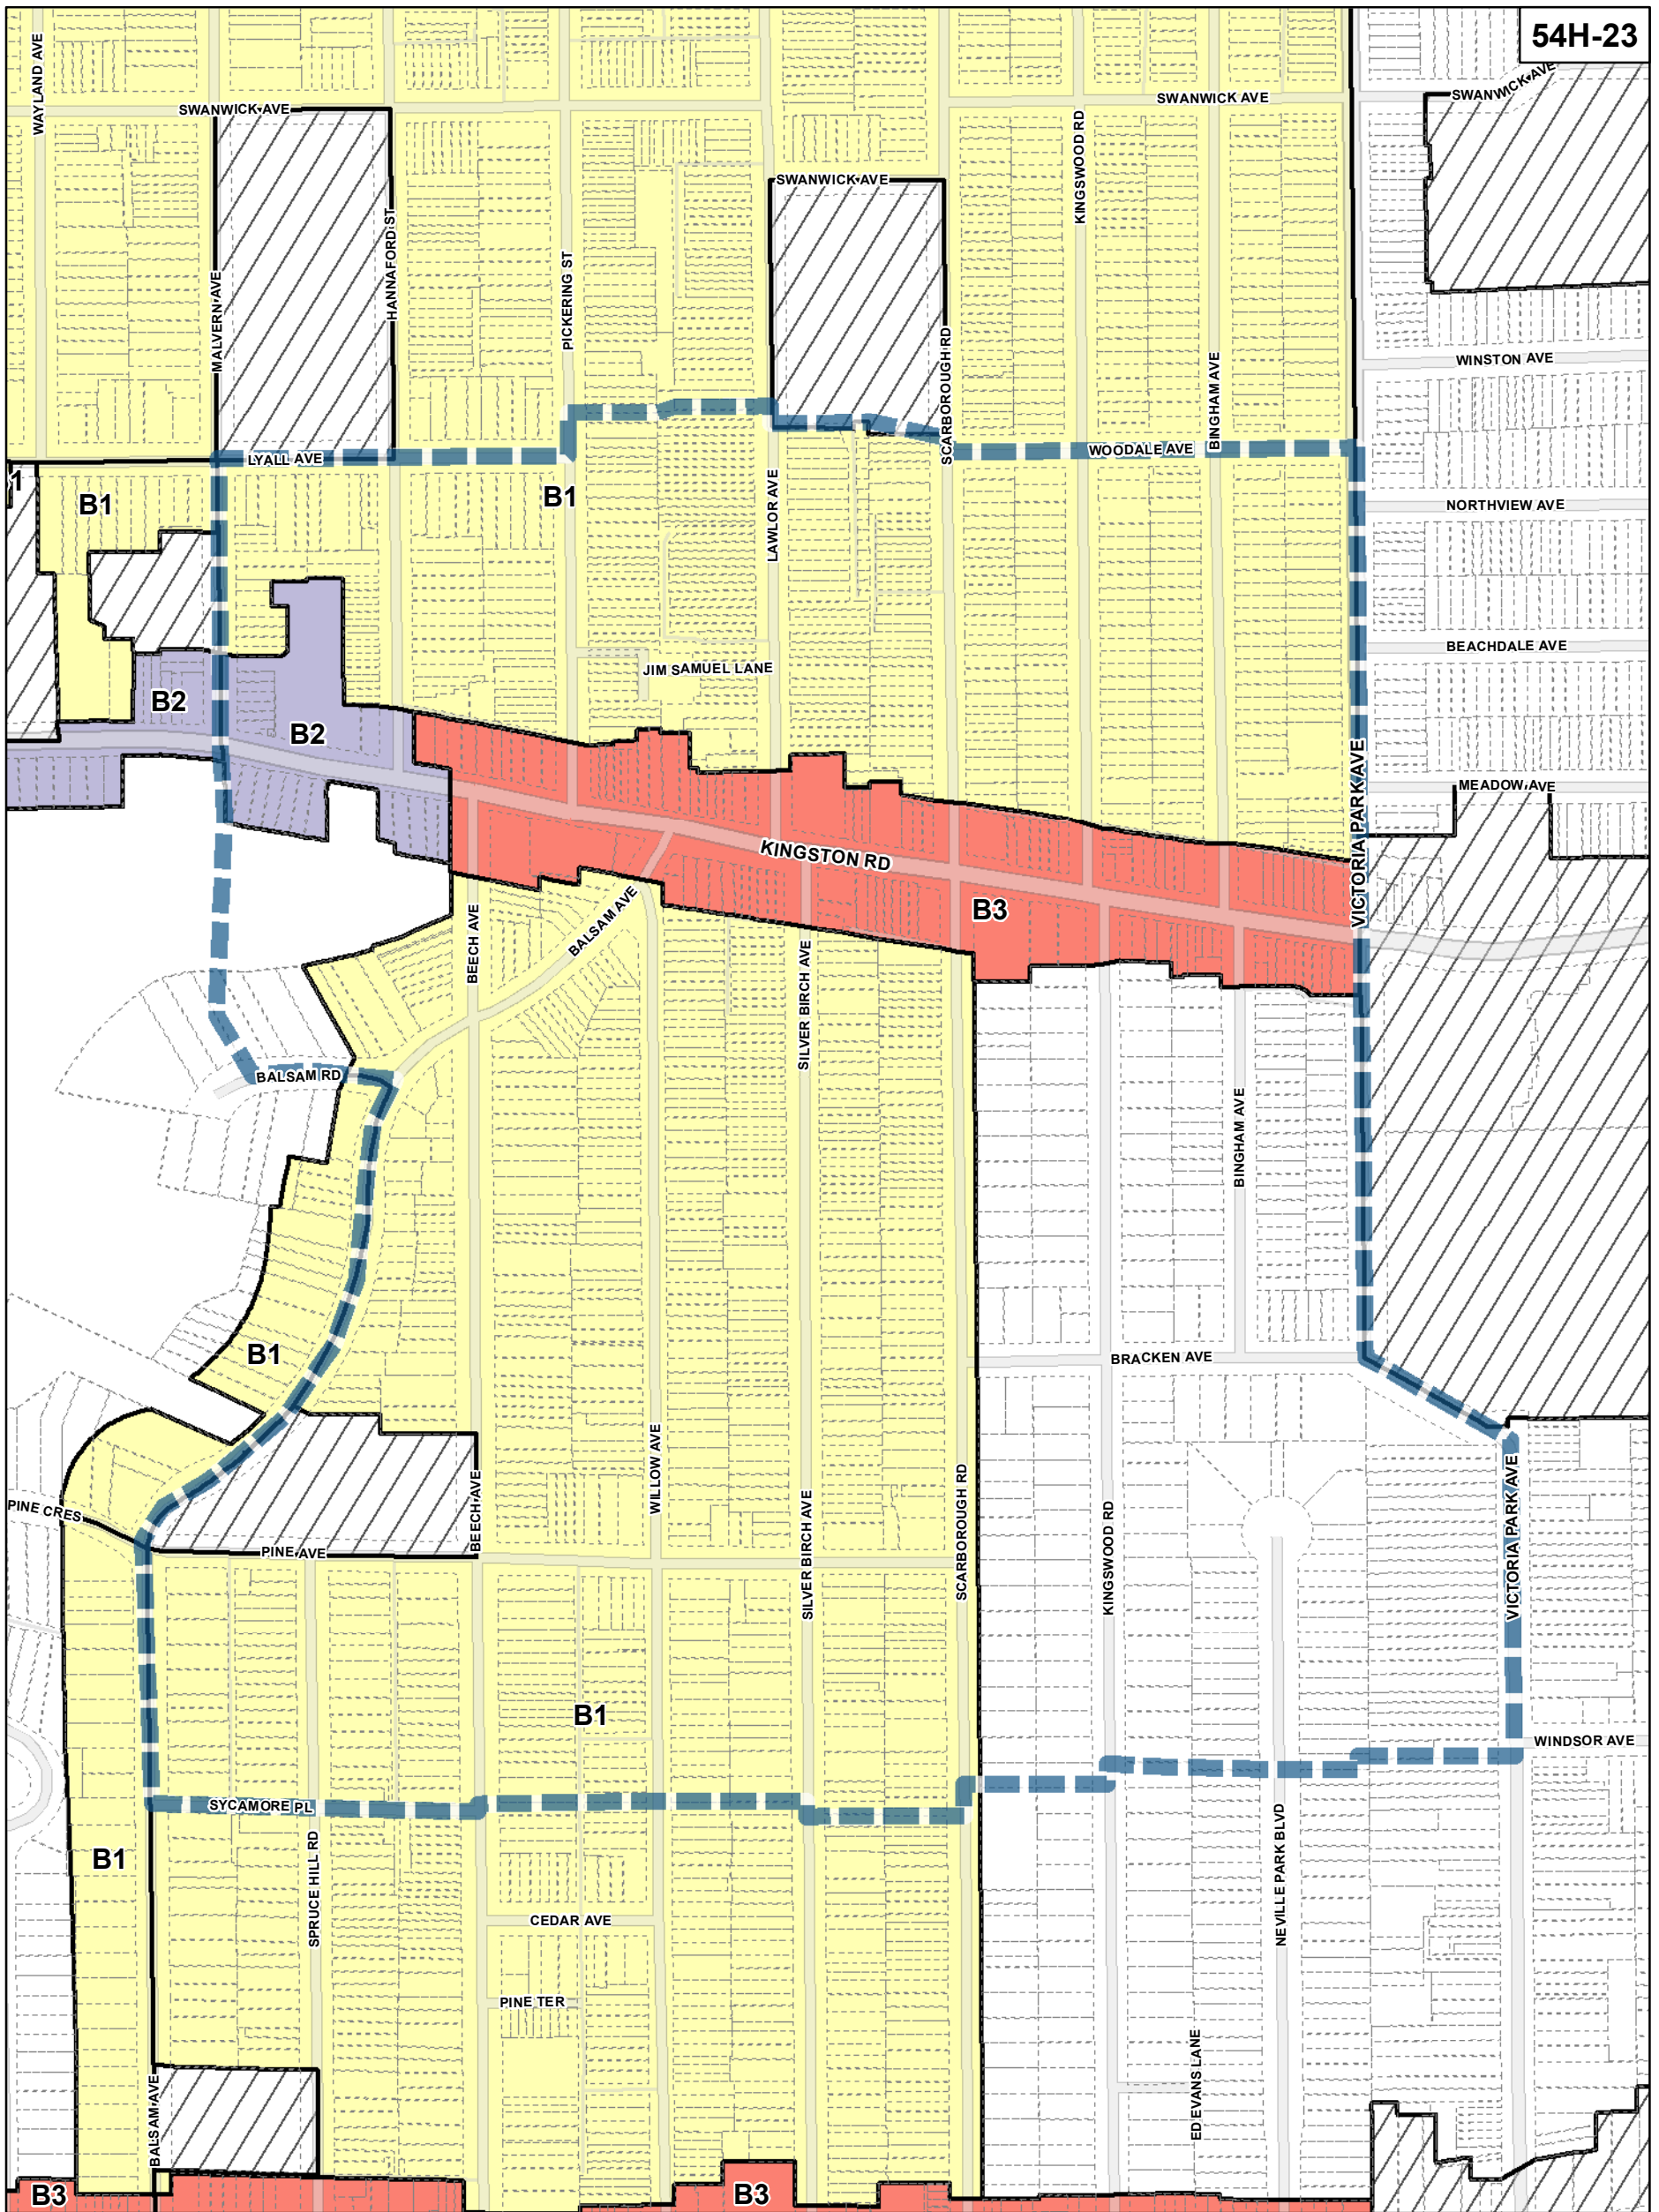 54H-23
WAYLAND AVE
SWANWICK AVE
SWANWICK AVE
SWANWICK AVE
SWANWICK AVE
KINGSWOOD RD
MALVERN AVE
HANNAFORD ST
PICKERING ST
SCARBOROUGH RD
BINGHAM AVE
WINSTON AVE
LYALL AVE
WOODALE AVE
1
B1
B1
LAWLOR AVE
NORTHVIEW AVE
JIM SAMUEL LANE
BEACHDALE AVE
B2
B2
VICTORIA PARK AVE
MEADOW AVE
KINGSTON RD
B3
BEECH AVE
BALSAM AVE
SILVER BIRCH AVE
BALSAM RD
BINGHAM AVE
B1
BRACKEN AVE
WILLOW AVE
BEECH AVE
SILVER BIRCH AVE
SCARBOROUGH RD
KINGSWOOD RD
VICTORIA PARK AVE
PINE CRES
PINE AVE
B1
WINDSOR AVE
SYCAMORE PL
B1
SPRUCE HILL RD
NEVILLE PARK BLVD
CEDAR AVE
PINE TER
ED EVANS LANE
BALSAM AVE
B3
B3